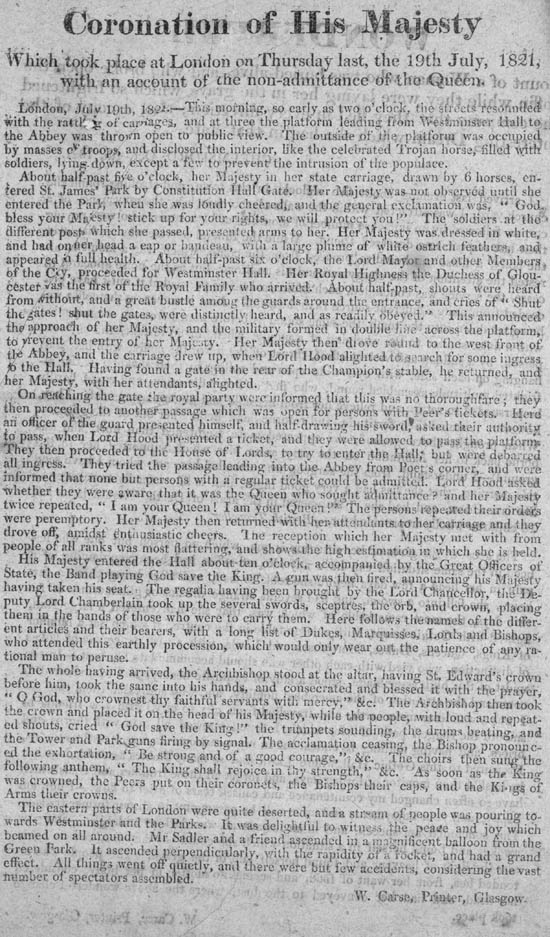 Coronation of His Majesty
Which took place at London on Thursday last, the 19th July, 1821,
with an account of the non-admittance of the Queen.
London, July 19th, 1821.—This morning, so early as two o'clock, the streets resounded
with the rattling of carriages, and at three the platform leading from Westminster Hall to
the Abbey was thrown open to public view. The outside of the platform was occupied
by masses of troops, and disclosed the interior, like the celebrated Trojan horse, filled with
soldiers, lying down, except a few to prevent the intrusion of the populace.
About half-past five o'clock, her Majesty in her state carriage, drawn by 6 horses, en-
tered St. James' Park by Constitution Hall Gate. Her Majesty was not observed until she
entered the Park, when she was loudly cheered, and the general exclamation was, " God
bless your Majesty! stick up for your rights, we will protect you!" The soldiers at the
different post which she passed, presented arms to her. Her Majesty was dressed in white,
and had on her head a cap or bandeau, with a large plume of white ostrich feathers, and
appeared in full health. About half-past six o'clock, the Lord Mayor and other Members
of the City, proceeded for Westminster Hall. Her Royal Highness the Duchess of Glou-
cester was the first of the Royal Family who arrived. About half-past, shouts were heard
from without, and a great bustle among the guards around the entrance, and cries of " Shut
the gates! shut the gates, were distinctly heard, and as readily obeyed." This announced
the approach of her Majesty, and the military formed in double line across the platform,
to prevent the entry of her Majesty. Her Majesty then drove round to the west front of
the Abbey, and the carriage drew up, when Lord Hood alighted to search for some ingress
to the Hall. Having found a gate in the rear of the Champion's stable, he returned, and
her Majesty, with her attendants, alighted.
On reaching the gate the royal party were informed that this was no thoroughfare; they
then proceeded to another passage which was open for persons with Peer's tickets. Here
an officer of the guard presented himself, and half-drawing his sword, asked their authority
to pass, when Lord Hood presented a ticket, and they were allowed to pass the platform.
They then proceeded to the House of Lords, to try to enter the Hall, but were debarred
all ingress. They tried the passage leading into the Abbey from Poet's corner, and were
informed that none but persons with a regular ticket could be admitted. Lord Hood asked
whether they were aware that it was the Queen who sought admittance? and her Majesty
twice repeated, " I am your Queen! I am your Queen!" The persons repeated their orders
were peremptory. Her Majesty then returned with her attendants to her carriage and they
drove off, amidst enthusiastic cheers. The reception which her Majesty met with from
people of all ranks was most flattering, and shows the high estimation in which she is held.
His Majesty entered the Hall about ten o'clock, accompanied by the Great Officers of
State, the Band playing God save the King. A gun was then fired, announcing his Majesty
having taken his seat. The regalia having been brought by the Lord Chancellor, the De-
puty Lord Chamberlain took up the several swords, sceptres, the orb, and crown, placing
them in the hands of those who were to carry them. Here follows the names of the differ-
ent articles and their bearers, with a long list of Dukes, Marquisses, Lords and Bishops,
who attended this earthly procession, which would only wear out the patience of any ra-
tional man to peruse.
The whole having arrived, the Archbishop stood at the altar, having St. Edward's crown
before him, took the same into his hands, and consecrated and blessed it with the prayer,
" O God, who crownest thy faithful servants with mercy," &c. The Archbishop then took
the crown and placed it on the head of his Majesty, while the people, with loud and repeat-
ed shouts, cried " God save the King!" the trumpets sounding, the drums beating, and
the Tower and Park guns firing by signal. The acclamation ceasing, the Bishop pronounc-
ed the exhortation, " Be strong and of a good courage,"; &c. The choirs then sung the
following anthem, " The King shall rejoice in thy strength," &c. As soon as the King
was crowned, the Peers put on their coronets, the Bishops their caps, and the Kings of
Arms their crowns.
The eastern parts of London were quite deserted, and a stream of people was pouring to-
wards Westminster and the Parks. It was delightful to witness the peace and joy which
beamed on all around. Mr Sadler and a friend ascended in a magnificent balloon from the
Green Park. It ascended perpendicularly, with the rapidity of a rocket, and had a grand
effect. All things went off quietly, and there were but few accidents, considering the vast
number of spectators assembled.
W. Carse, Printer, Glasgow.